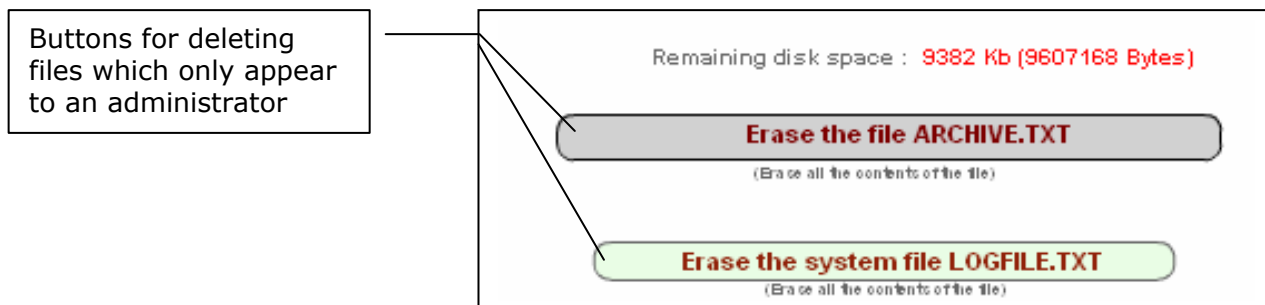 Buttons for deleting
files which only appear
to an administrator
Remaining disk space : 9382 Kb (9607168 Bytes)
Erase the file ARCHIVE.TXT
(Erase all the contents of the file)
Erase the system file LOGFILE.TXT
(Erase all the contents of the file)